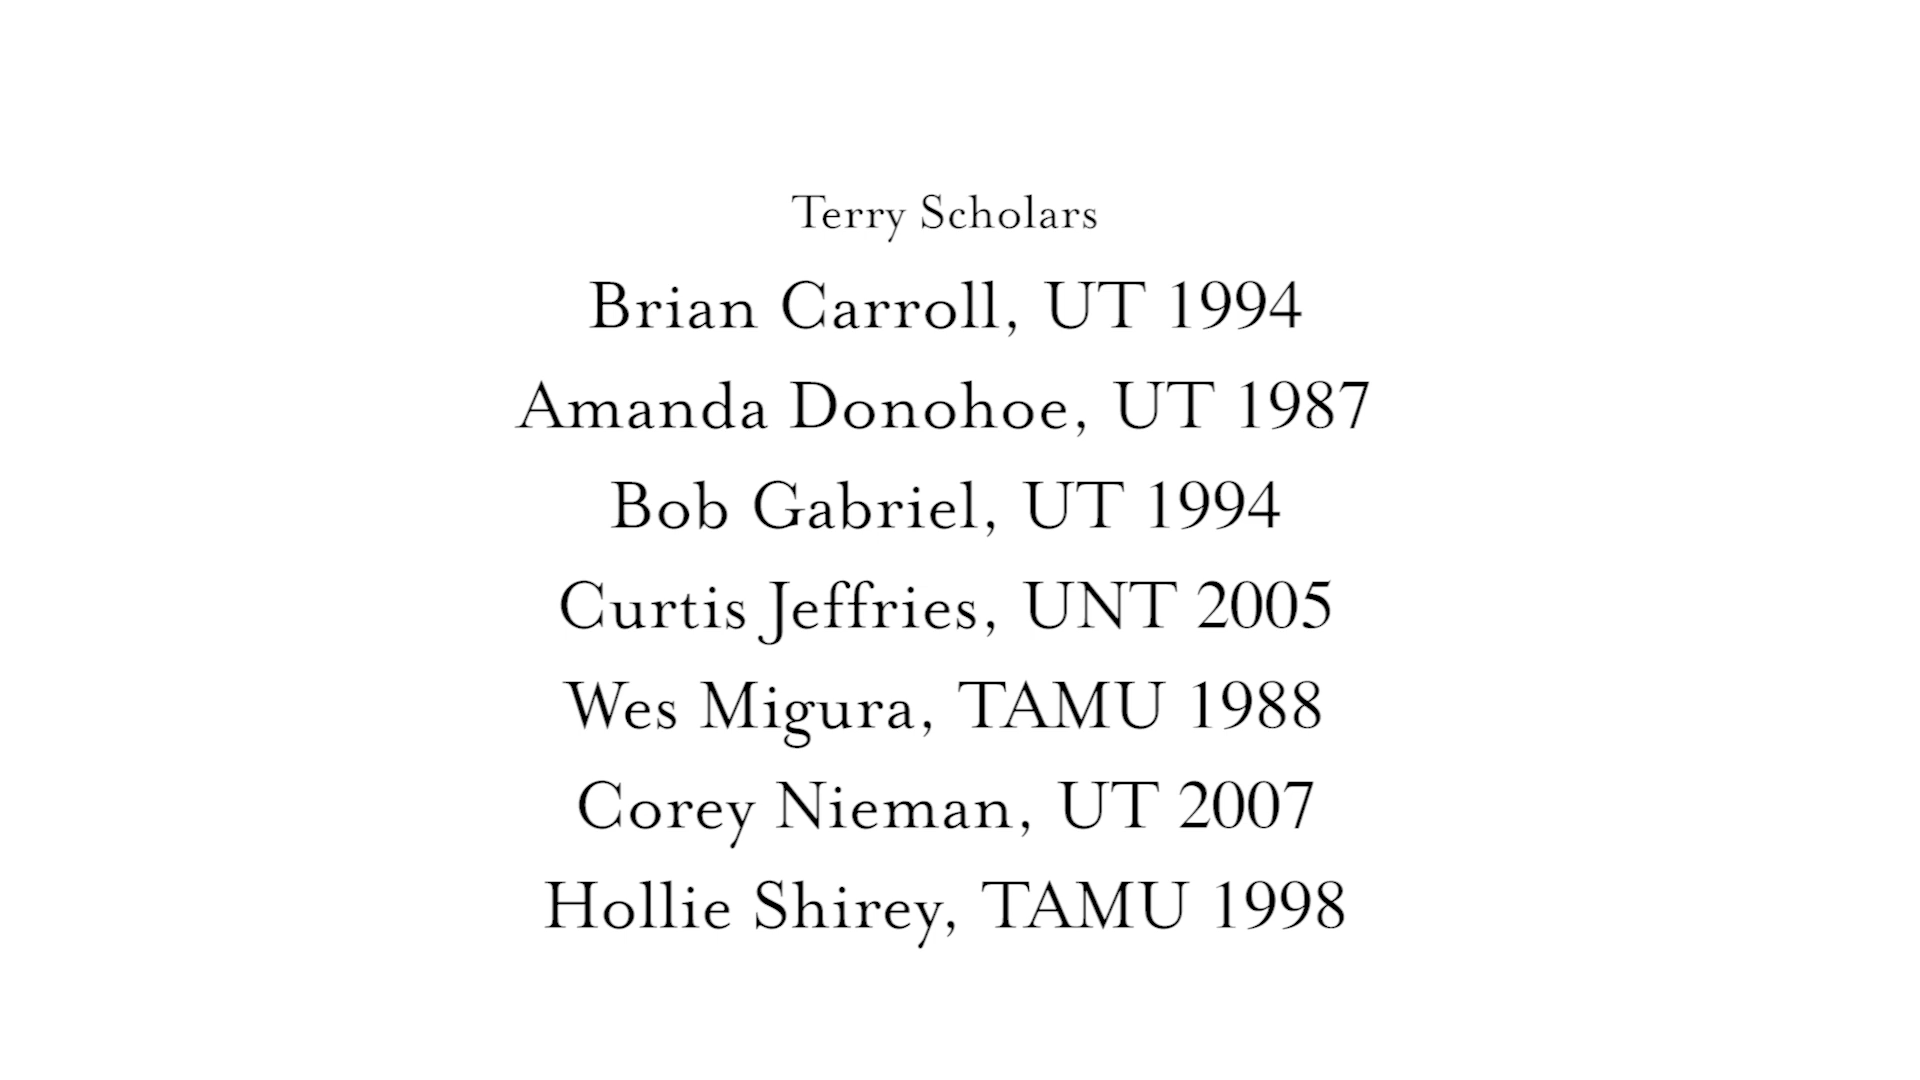 Terry Scholars
Brian Carroll, UT 1994
Amanda Donohoe, UT 1987
Bob Gabriel, UT 1994
Curtis Jeffries, UNT 2005
Wes Migura, TAMU 1988
Corey Nieman, UT 2007
Hollie Shirey, TAMU 1998